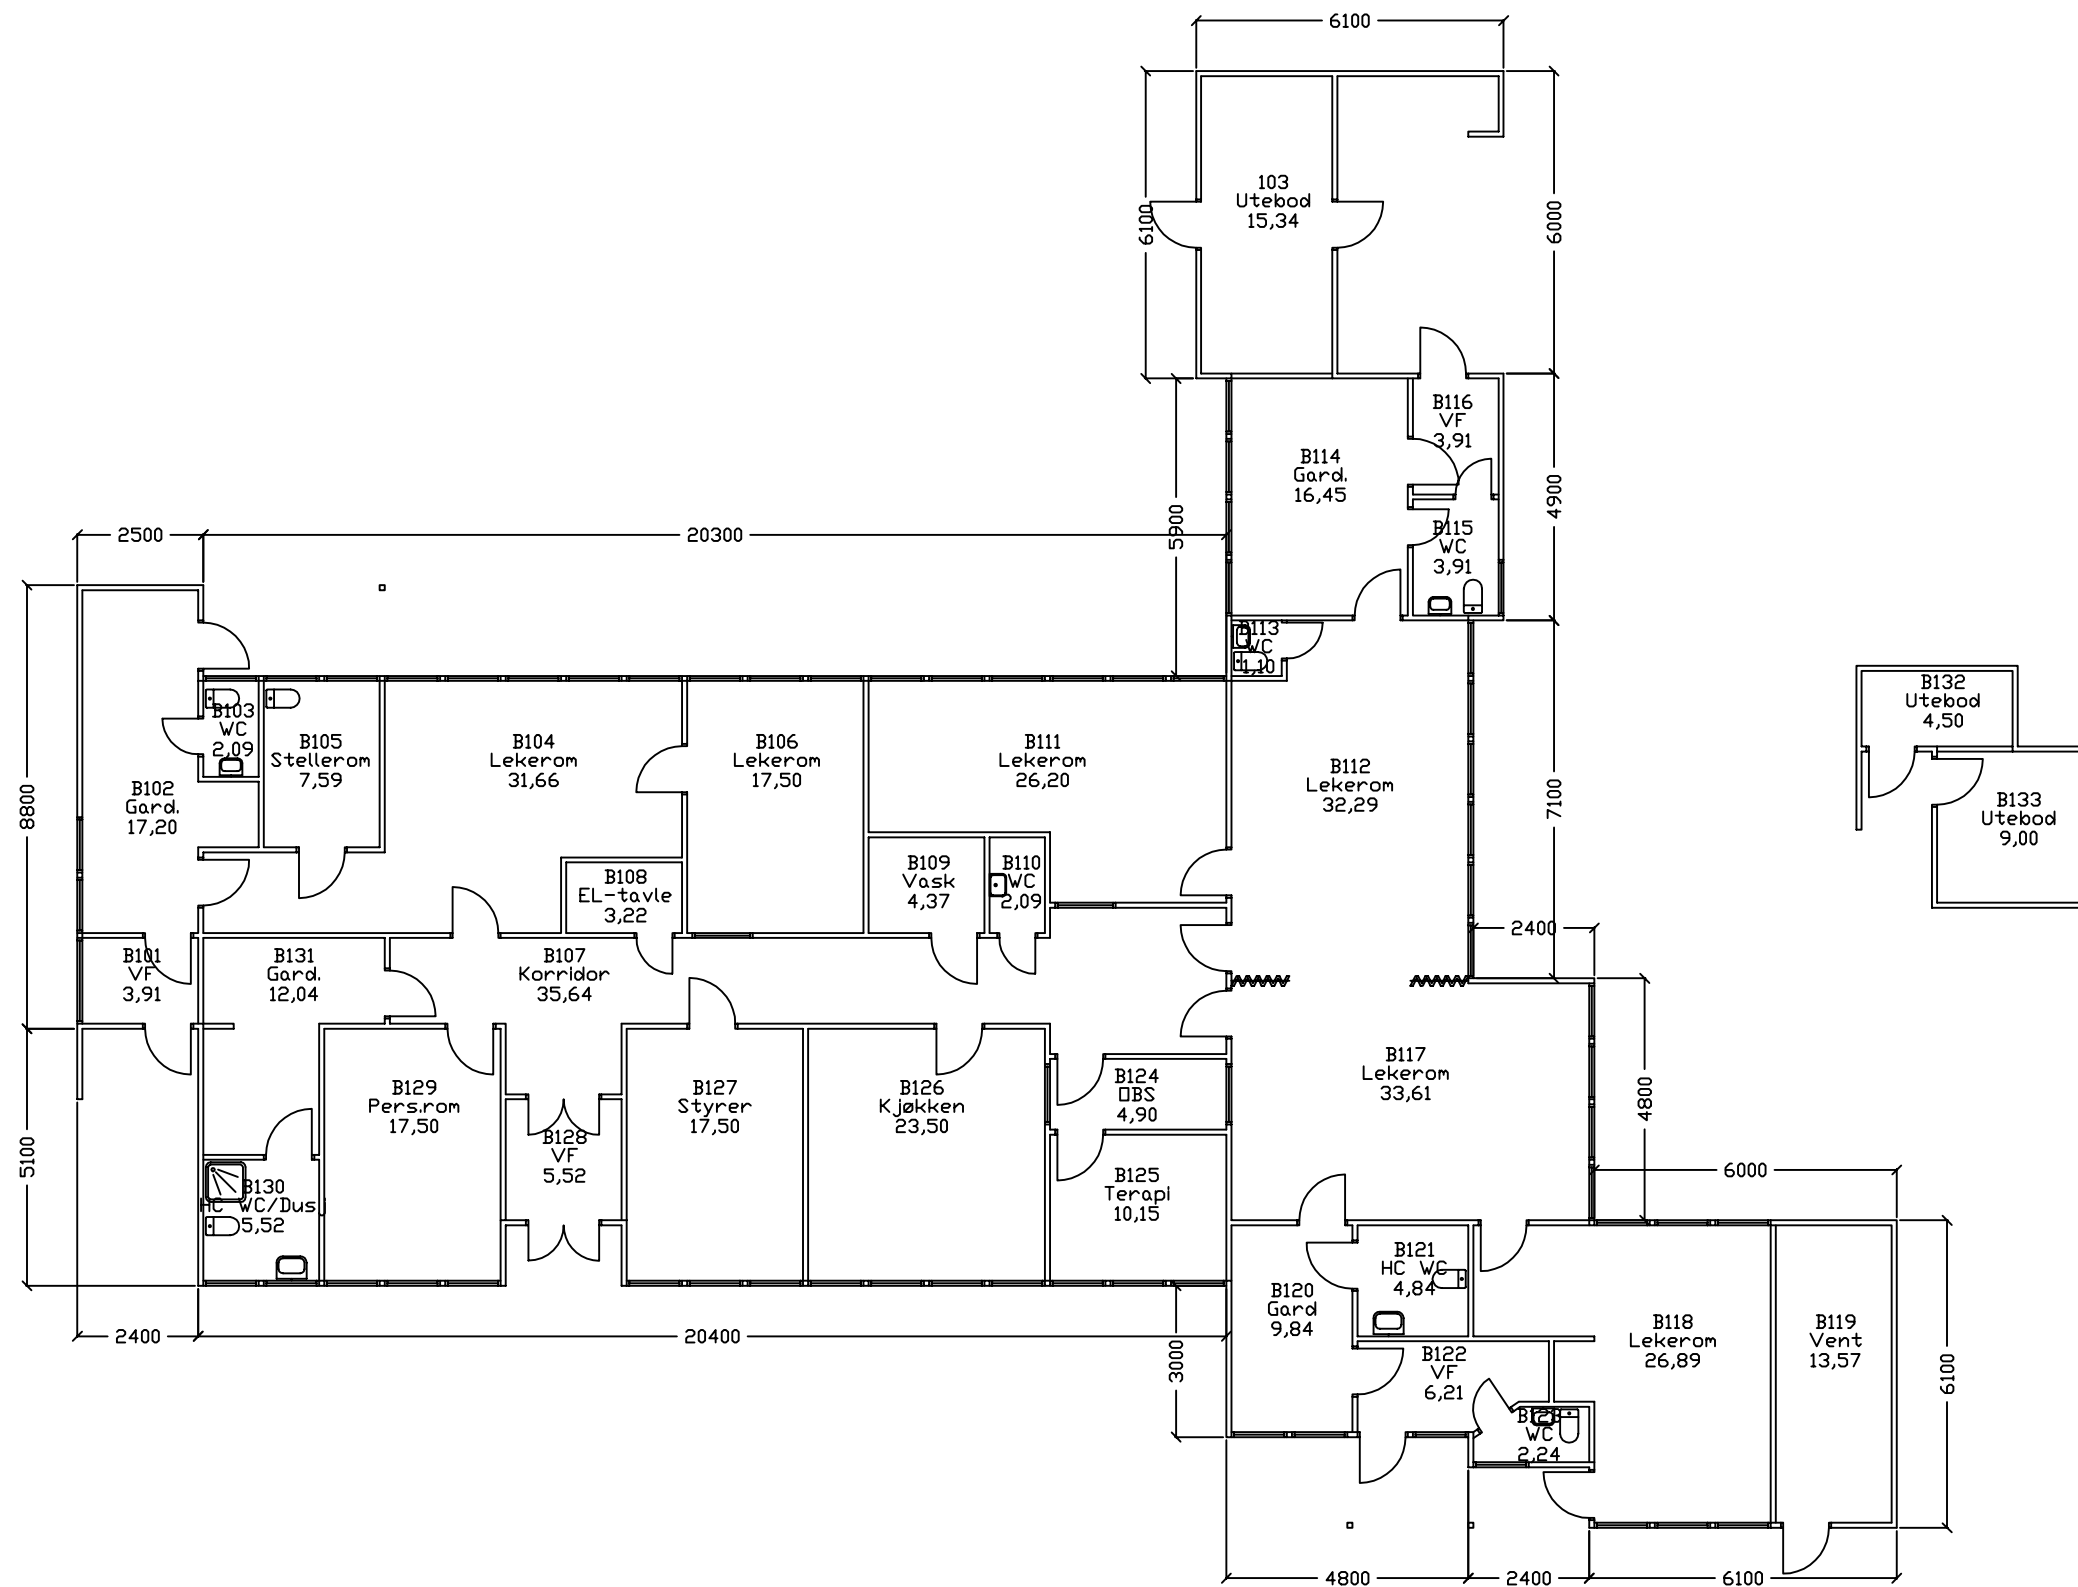 6100
6100
6000
103
Utebod
15,34
B116
VF
3,91
B114
Gard.
16,45
4900
5900
B115
WC
3,91
2500
20300
B113
WC
1,10
B103
WC
2,09
B105
Stellerom
7,59
B104
Lekerom
31,66
B106
Lekerom
17,50
B111
Lekerom
26,20
B112
Lekerom
32,29
7100
B132
Utebod
4,50
B133
Utebod
9,00
8800
B102
Gard.
17,20
B108
EL-tavle
3,22
B109
Vask
4,37
B110
WC
2,09
2400
B101
VF
3,91
B131
Gard.
12,04
B107
Korridor
35,64
B117
Lekerom
33,61
4800
5100
B129
Pers.rom
17,50
B128
VF
5,52
B127
Styrer
17,50
B126
Kjøkken
23,50
B124
OBS
4,90
B125
Terapi
10,15
6000
B130
HC WC/Dusj
5,52
B121
HC WC
4,84
B120
Gard
9,84
B122
VF
6,21
B118
Lekerom
26,89
B119
Vent
13,57
6100
2400
20400
3000
B123
WC
2,24
4800
2400
6100